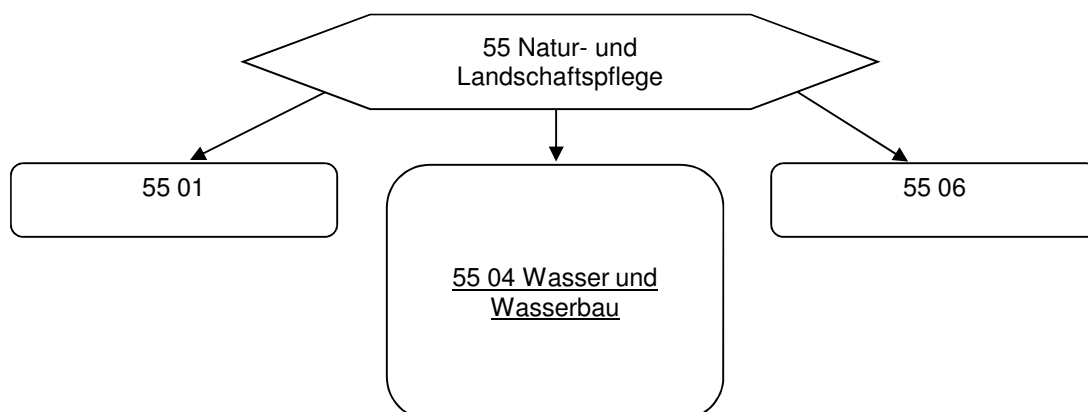 55 Natur- und
Landschaftspflege
55 01
55 06
55 04 Wasser und
Wasserbau